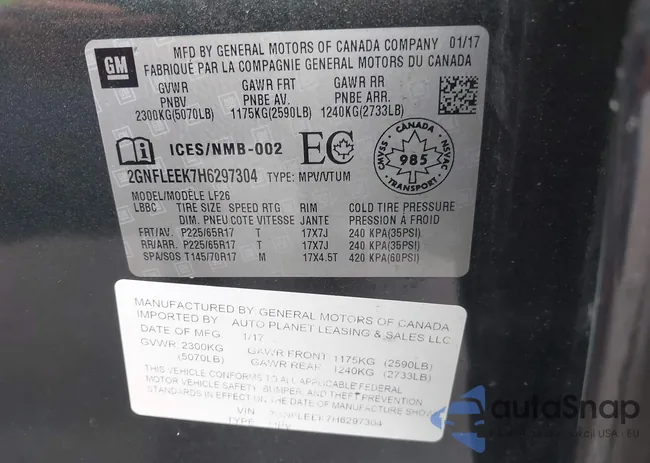 GM
MFD BY GENERAL MOTORS OF CANADA COMPANY 01/17
FABRIQUÉ PAR LA COMPAGNIE GENERAL MOTORS DU CANADA
GVWR GAWR FRT GAWR RR
PNBV PNBE AV. PNBE ARR.
2300KG(5070LB) 1175KG(2590LB) 1240KG(2733LB)
ICES/NMB-002 EC
CANADA
CMVSS 985 NSVAC
TRANSPORT
2GNFLEEK7H6297304 TYPE: MPV/VTUM
MODEL/MODÈLE LF26
LBBC TIRE SIZE SPEED RTG RIM COLD TIRE PRESSURE
DIM. PNEU COTE VITESSE JANTE PRESSION À FROID
FRT/AV. P225/65R17 T 17X7J 240 KPA(35PSI)
RR/ARR. P225/65R17 T 17X7J 240 KPA(35PSI)
SPA/SOS T145/70R17 M 17X4.5T 420 KPA(60PSI)
MANUFACTURED BY: GENERAL MOTORS OF CANADA
IMPORTED BY: AUTO PLANET LEASING & SALES LLC
DATE OF MFG 1/17
GVWR: 2300KG GAWR FRONT 1175KG (2590LB)
(5070LB) GAWR REAR 1240KG (2733LB)
THIS VEHICLE CONFORMS TO ALL APPLICABLE FEDERAL
MOTOR VEHICLE SAFETY, BUMPER, AND THEFT PREVENTION
STANDARDS IN EFFECT ON THE DATE OF MANUFACTURE SHOW
VIN: 2GNFLEEK7H6297304
TYPE:
autoSnap